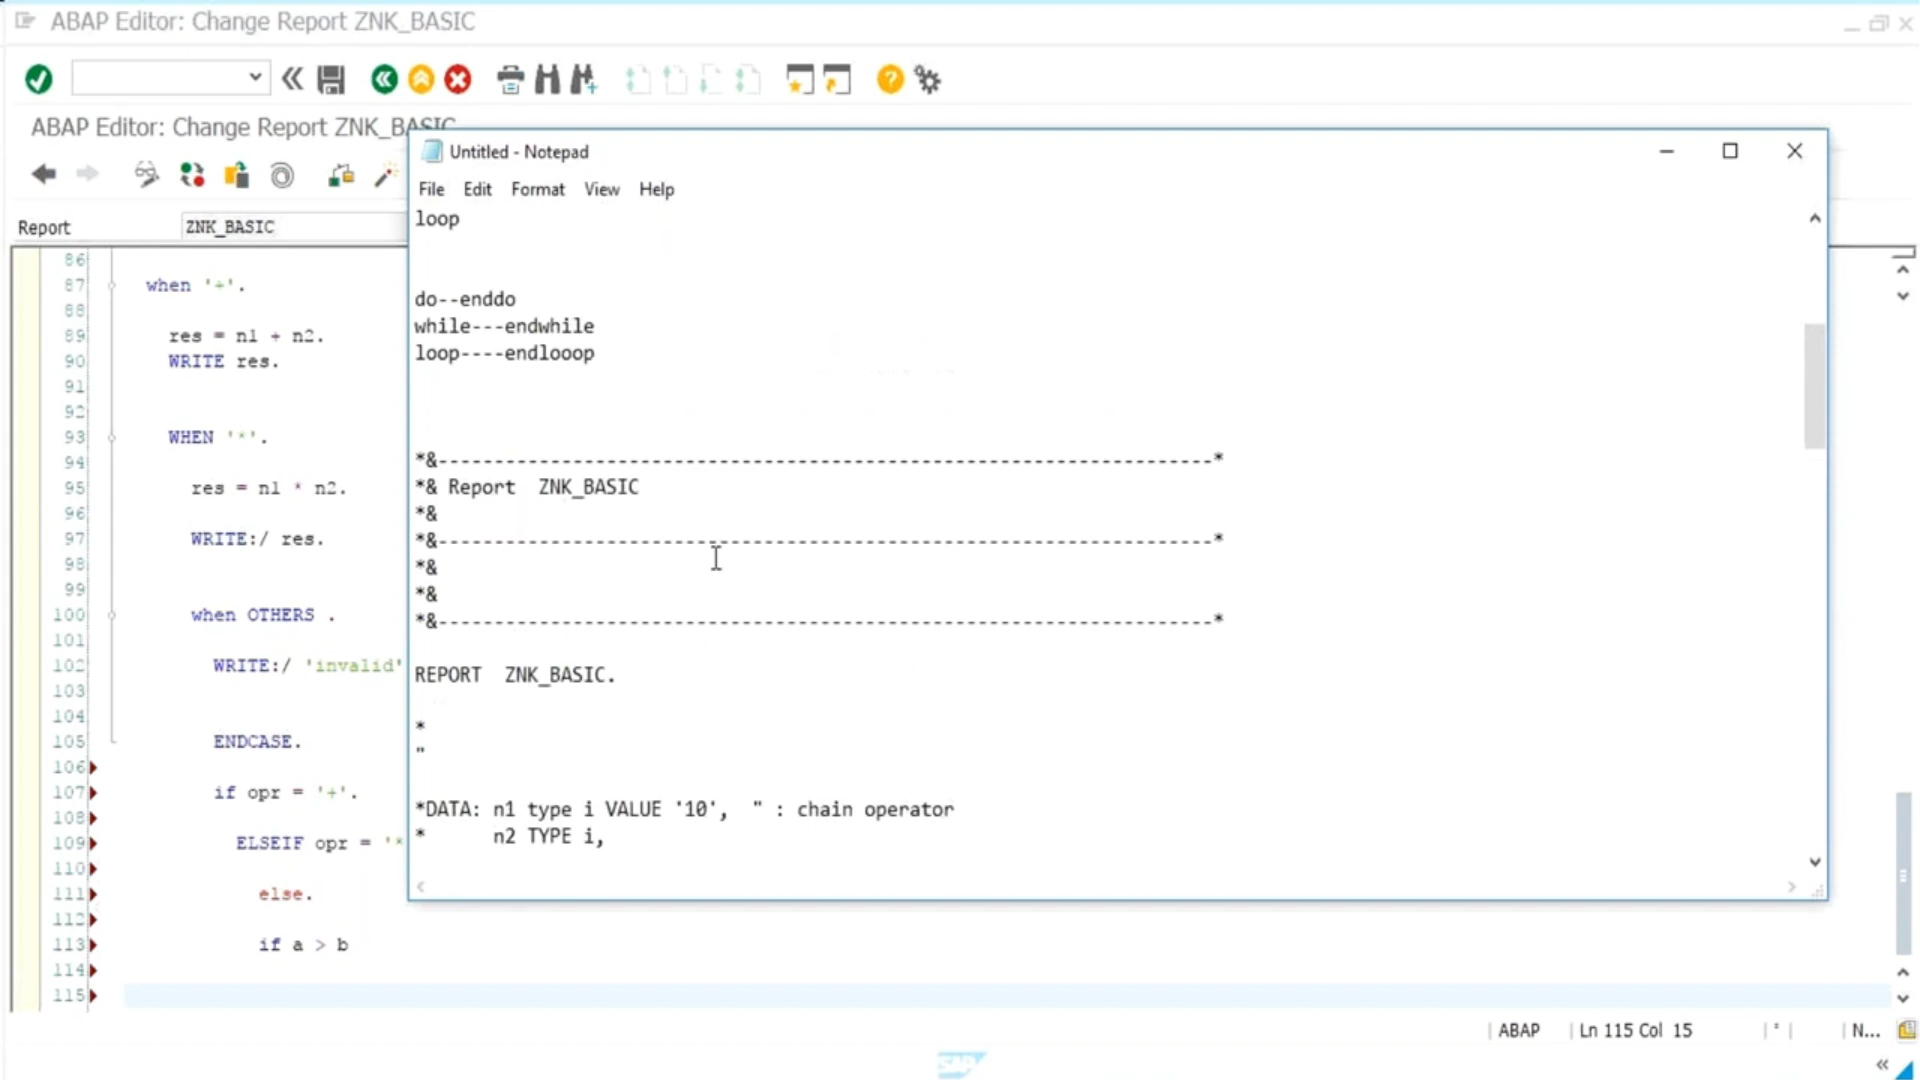 ABAP Editor: Change Report ZNK_BASIC
ABAP Editor: Change Report ZNK_BASIC
Report ZNK_BASIC
86
87 when '+'.
88
89 res = n1 + n2.
90 WRITE res.
91
92
93 WHEN '*'.
94
95 res = n1 * n2.
96
97 WRITE:/ res.
98
99
100 when OTHERS .
101
102 WRITE:/ 'invalid'
103
104
105 ENDCASE.
106
107 if opr = '+'.
108
109 ELSEIF opr = '*
110
111 else.
112
113 if a > b
114
115
Untitled - Notepad
File Edit Format View Help
loop
do--enddo
while---endwhile
loop----endlooop
*&---------------------------------------------------------------------*
*& Report  ZNK_BASIC
*&
*&---------------------------------------------------------------------*
*&
*&
*&---------------------------------------------------------------------*
REPORT  ZNK_BASIC.
*
"
*DATA: n1 type i VALUE '10',  " : chain operator
*      n2 TYPE i,
ABAP Ln 115 Col 15 * N...
SAP